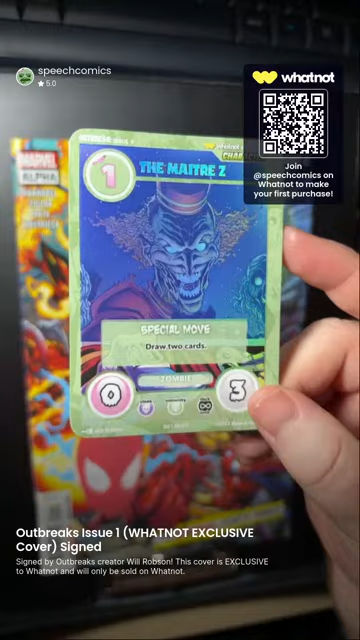 speechcomics
★ 5.0
whatnot
Join
@speechcomics on
Whatnot to make
your first purchase!
MARVEL
ALPHA
1
THE MAITRE Z
SPECIAL MOVE
Draw two cards.
ZOMBIE
0
3
Outbreaks Issue 1 (WHATNOT EXCLUSIVE
Cover) Signed
Signed by Outbreaks creator Will Robson! This cover is EXCLUSIVE
to Whatnot and will only be sold on Whatnot.